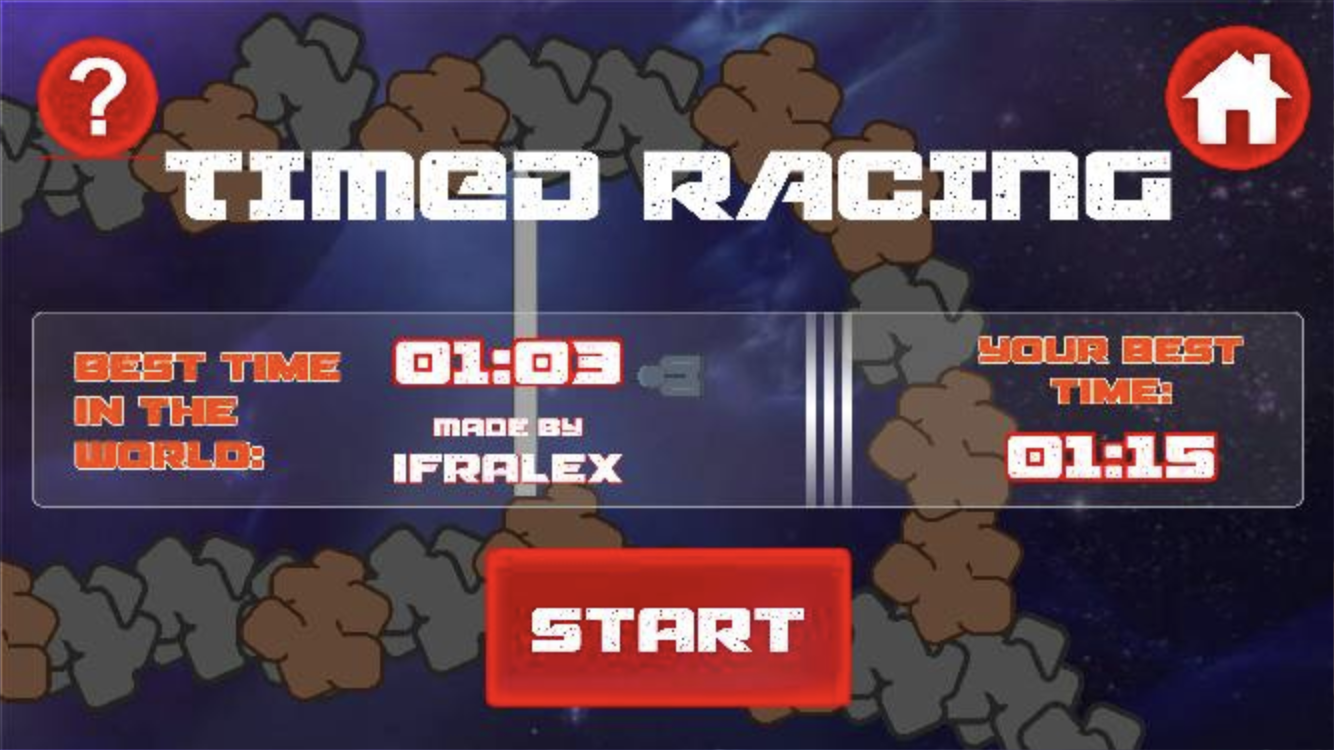 ?
TIMED RACING
BEST TIME
IN THE
WORLD:
01:03
MADE BY
IFRALEX
YOUR BEST
TIME:
01:15
START